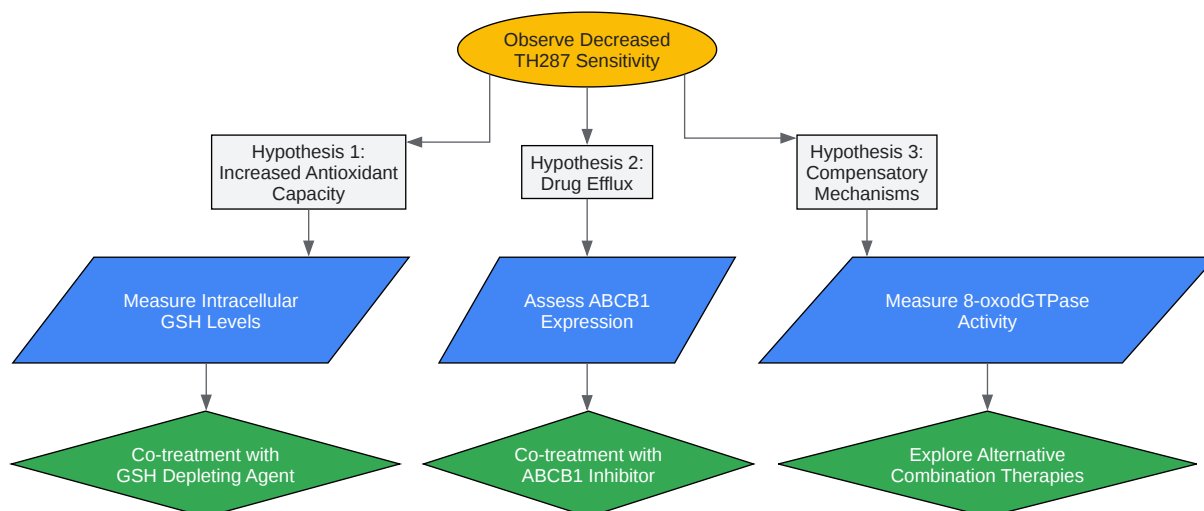 Observe Decreased
TH287 Sensitivity
Hypothesis 1:
Increased Antioxidant
Capacity
Hypothesis 2:
Drug Efflux
Hypothesis 3:
Compensatory
Mechanisms
Measure Intracellular
GSH Levels
Assess ABCB1
Expression
Measure 8-oxodGTPase
Activity
Co-treatment with
GSH Depleting Agent
Co-treatment with
ABCB1 Inhibitor
Explore Alternative
Combination Therapies